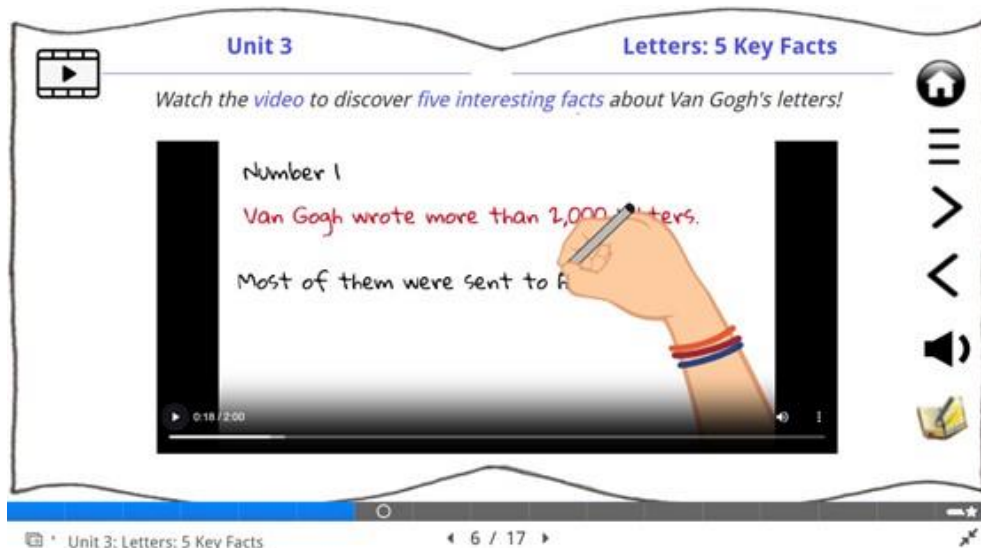 Unit 3
Letters: 5 Key Facts
Watch the video to discover five interesting facts about Van Gogh's letters!
Number 1
Van Gogh wrote more than 2,000
Most of them were sent to
0:18 / 2:00
Unit 3: Letters: 5 Key Facts
6 / 17